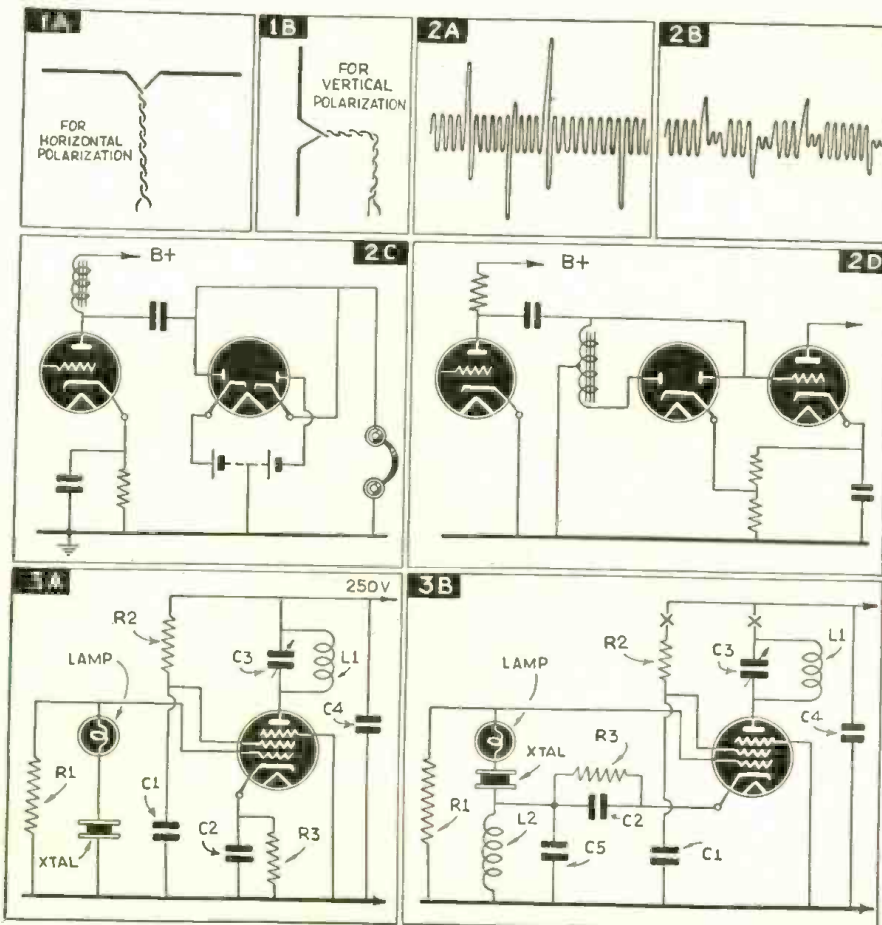 1A
FOR
HORIZONTAL
POLARIZATION
1B
FOR
VERTICAL
POLARIZATION
2A
2B
2C
B+
2D
B+
3A
250V
R2
LAMP
C3
L1
C4
R1
C1
XTAL
C2
R3
3B
R2
C3
L1
LAMP
C4
XTAL
R3
R1
L2
C2
C5
C1